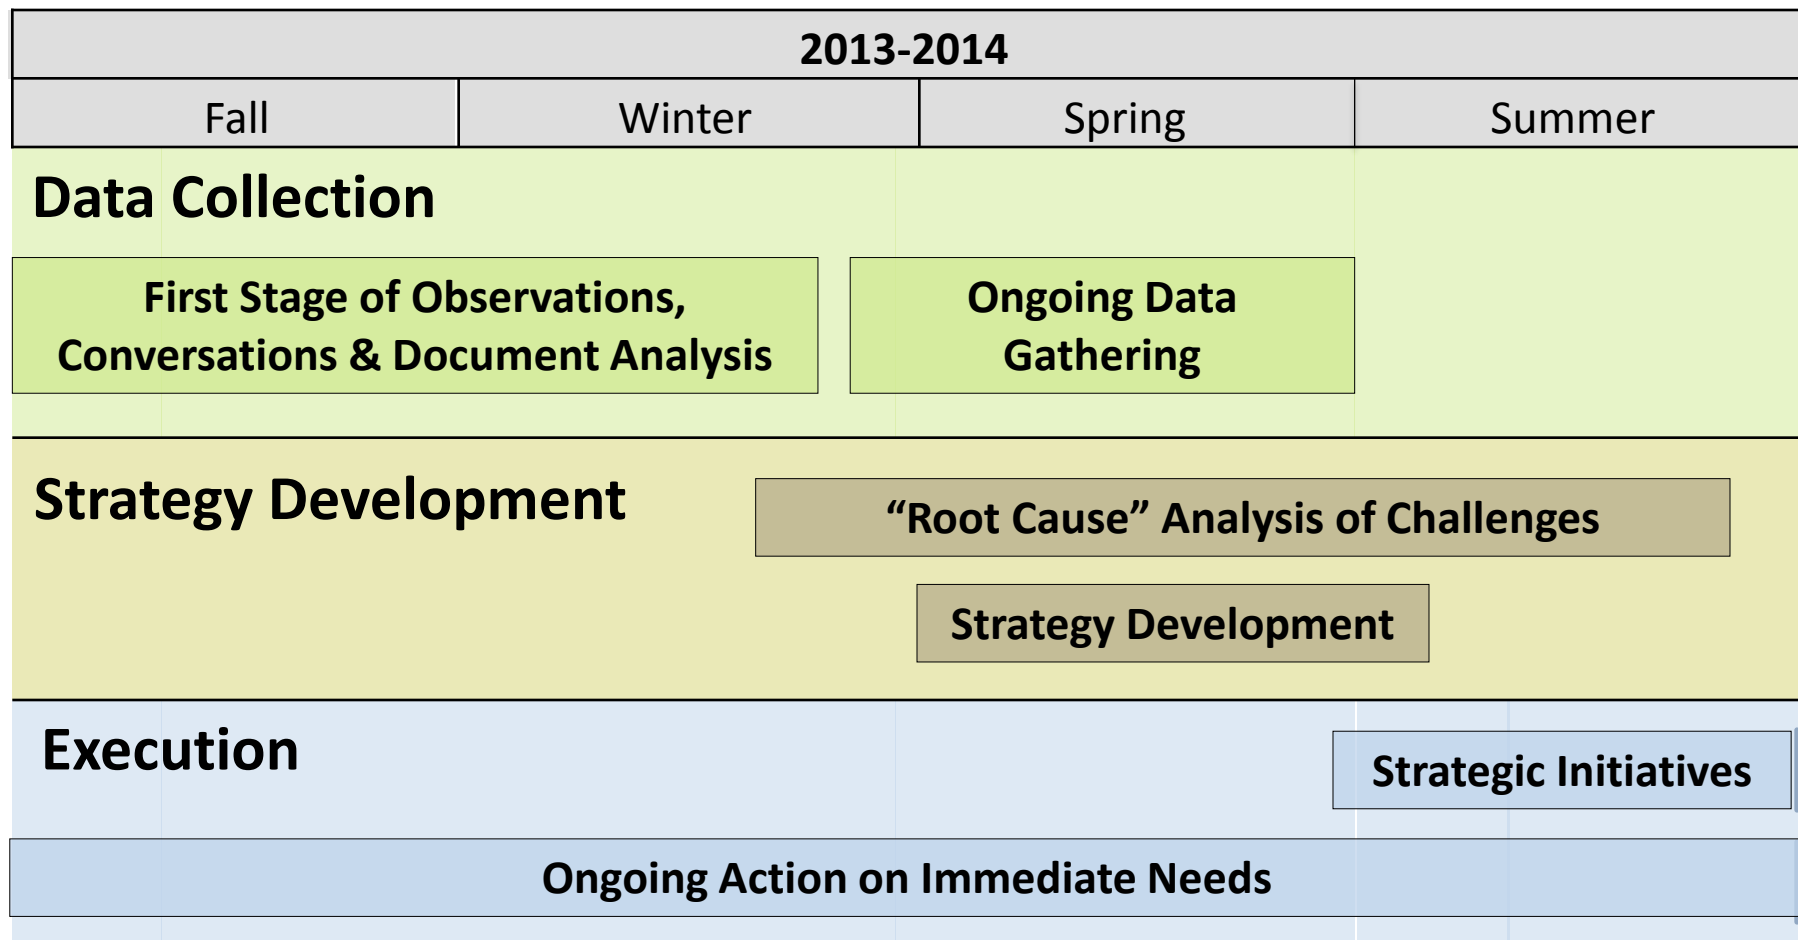 2013-2014
Fall
Winter
Spring
Summer
Data Collection
First Stage of Observations,
Conversations & Document Analysis
Ongoing Data
Gathering
Strategy Development
“Root Cause” Analysis of Challenges
Strategy Development
Execution
Strategic Initiatives
Ongoing Action on Immediate Needs